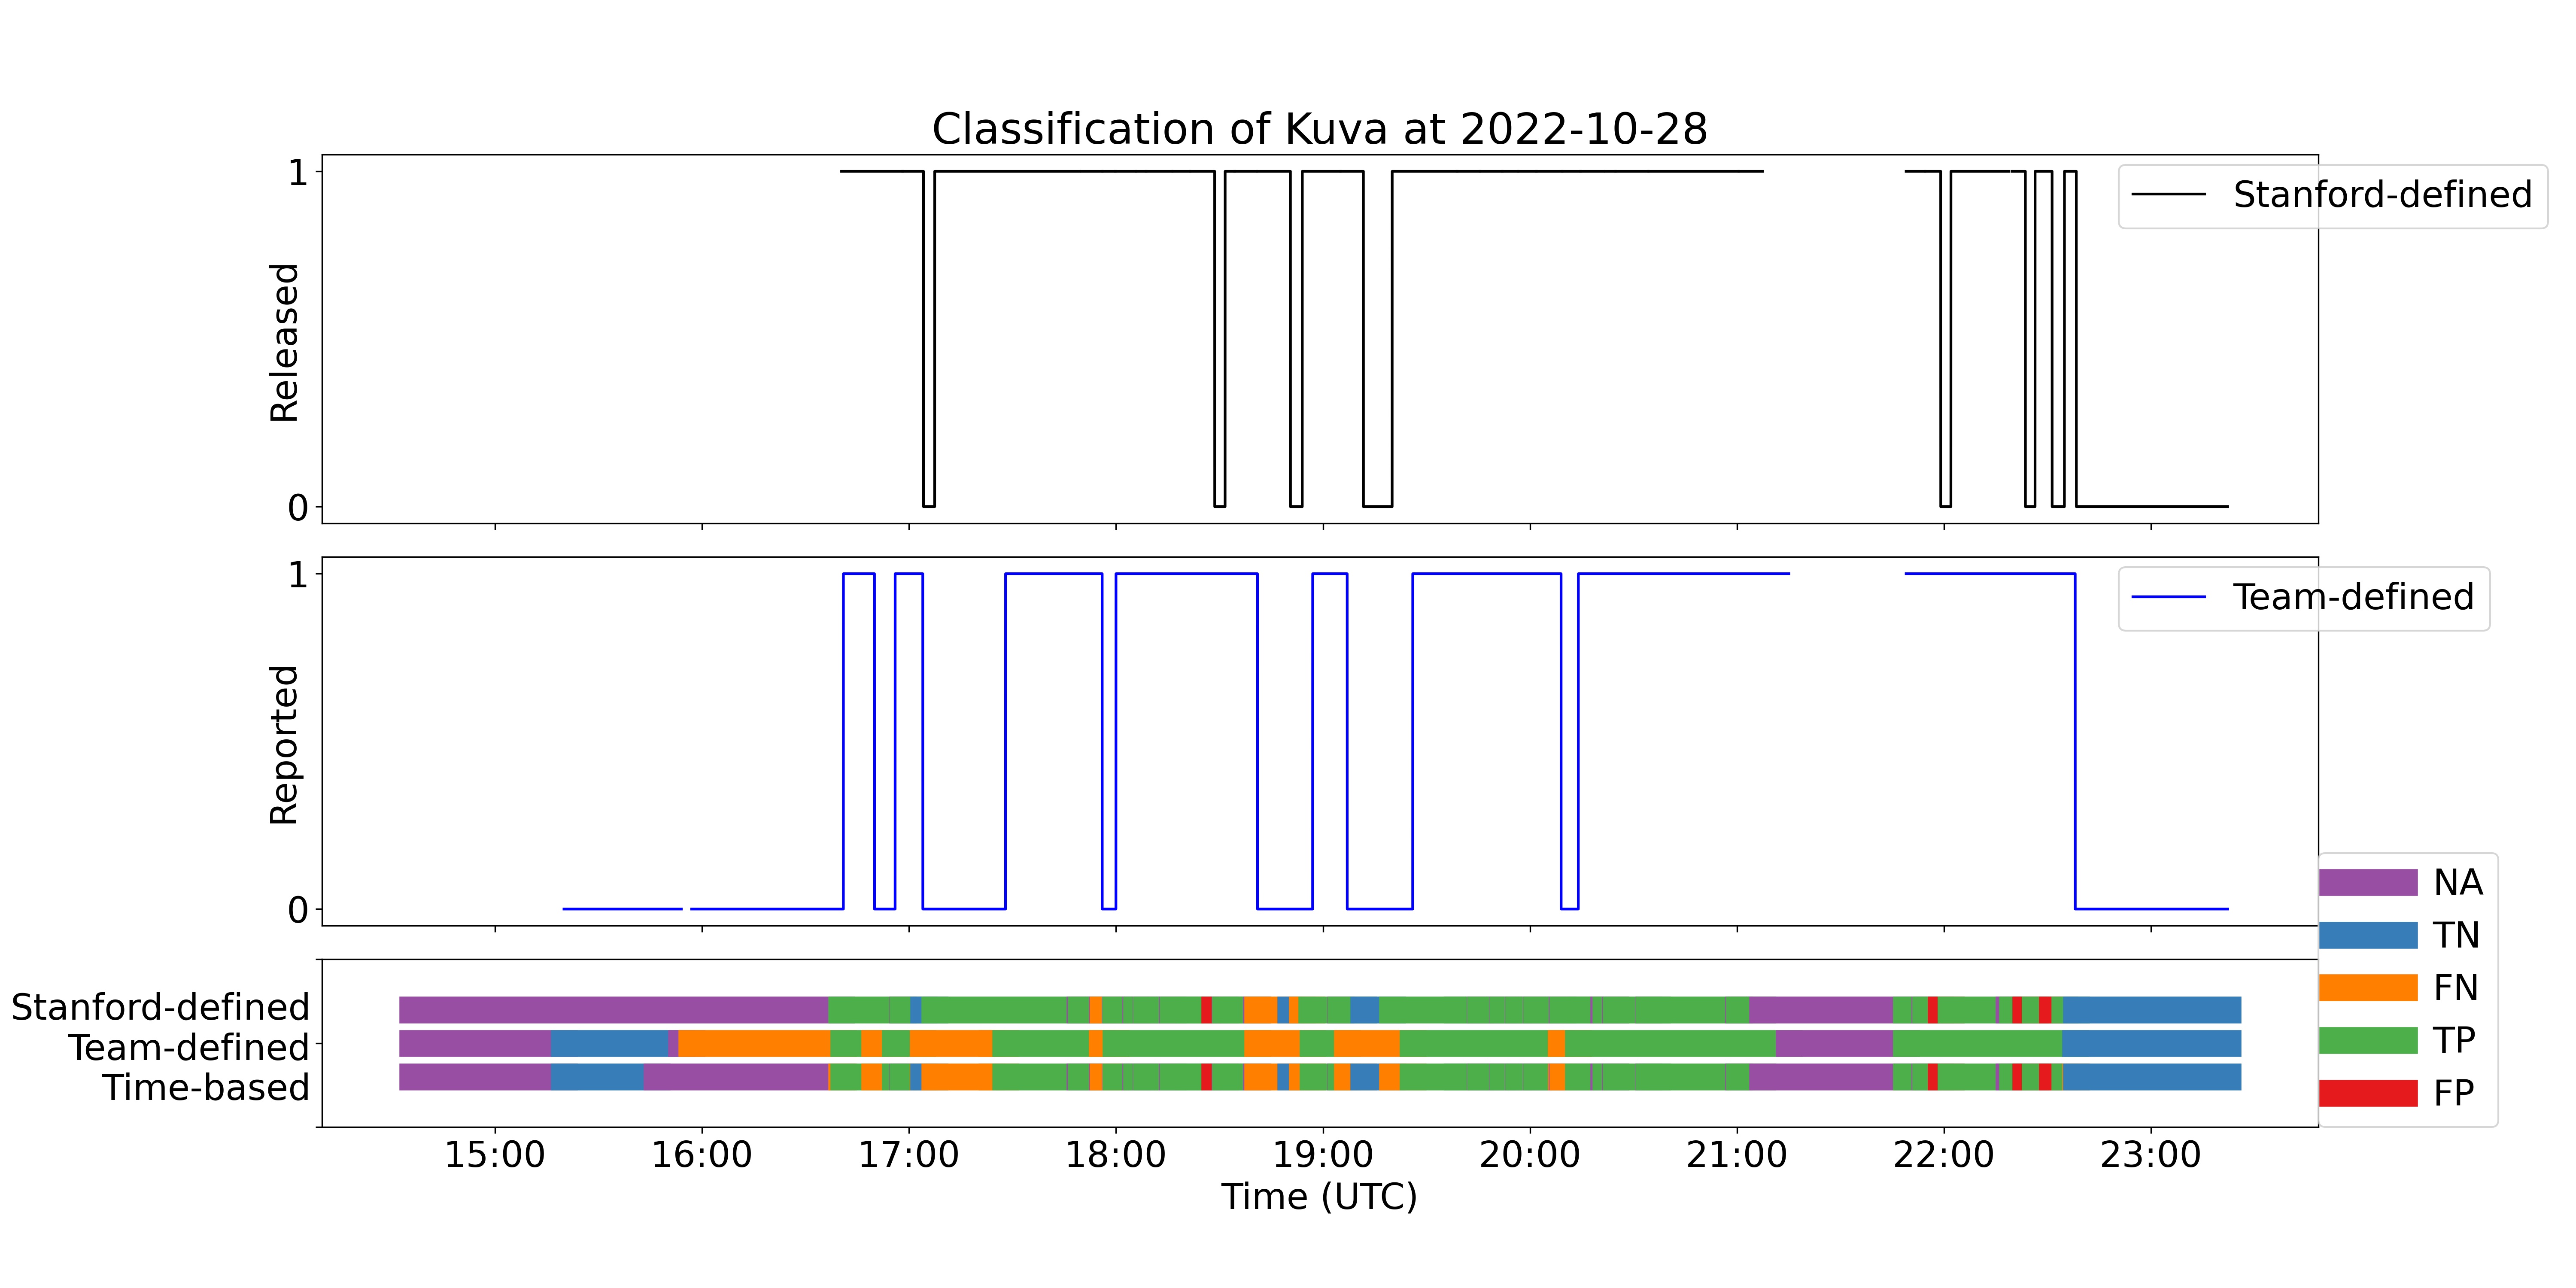 Classification of Kuva at 2022-10-28
1
0
Released
Stanford-defined
1
0
Reported
Team-defined
NA
TN
FN
TP
FP
Stanford-defined
Team-defined
Time-based
15:00 16:00 17:00 18:00 19:00 20:00 21:00 22:00 23:00
Time (UTC)